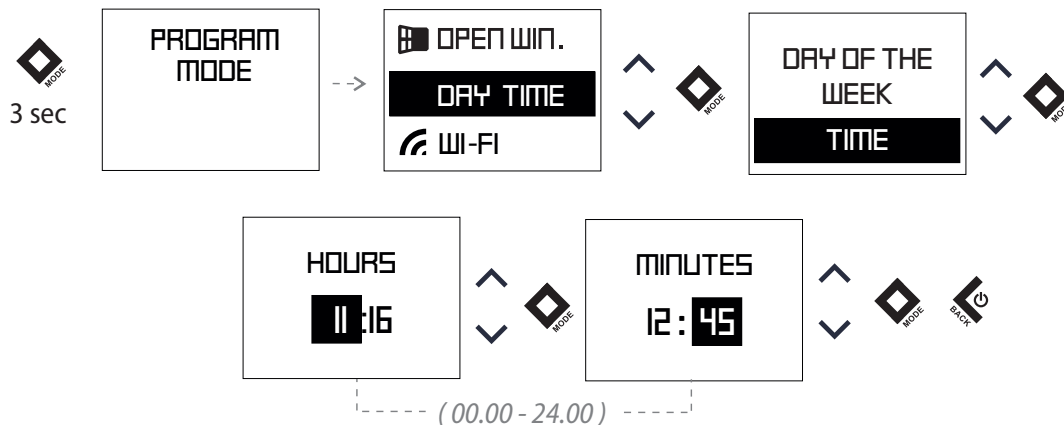 PROGRAM
MODE
OPEN WIN.
DAY TIME
WI-FI
DAY OF THE
WEEK
TIME
MODE
3 sec
MODE
MO
HOURS
11:16
MODE
MINUTES
12:45
MODE
BACK
(00.00 - 24.00)